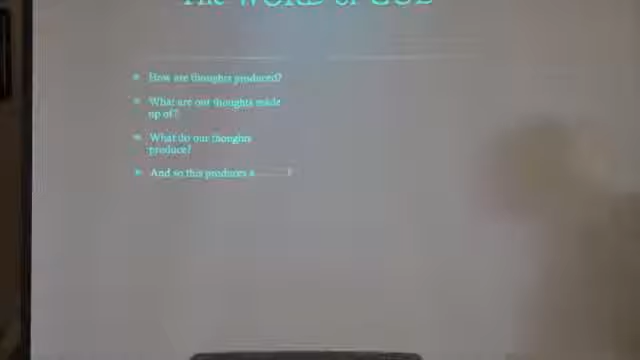 The WORD of GOD
How are thoughts produced?
What are our thoughts made
up of?
What do our thoughts
produce?
And so this produces a